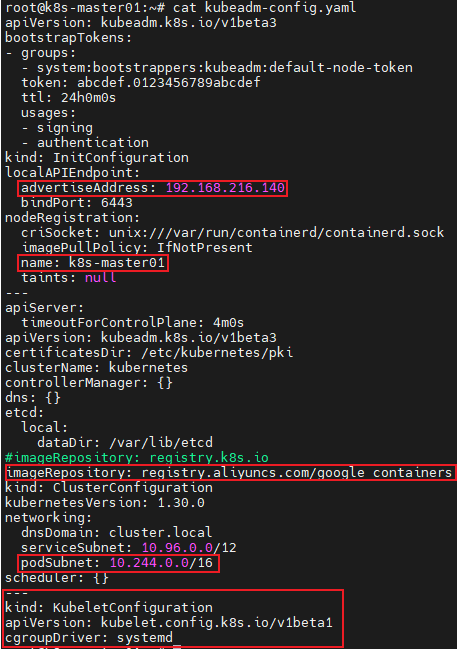 root@k8s-master01:~# cat kubeadm-config.yaml
apiVersion: kubeadm.k8s.io/v1beta3
bootstrapTokens:
- groups:
  - system:bootstrappers:kubeadm:default-node-token
  token: abcdef.0123456789abcdef
  ttl: 24h0m0s
  usages:
  - signing
  - authentication
kind: InitConfiguration
localAPIEndpoint:
  advertiseAddress: 192.168.216.140
  bindPort: 6443
nodeRegistration:
  criSocket: unix:///var/run/containerd/containerd.sock
  imagePullPolicy: IfNotPresent
  name: k8s-master01
  taints: null
---
apiServer:
  timeoutForControlPlane: 4m0s
apiVersion: kubeadm.k8s.io/v1beta3
certificatesDir: /etc/kubernetes/pki
clusterName: kubernetes
controllerManager: {}
dns: {}
etcd:
  local:
    dataDir: /var/lib/etcd
#imageRepository: registry.k8s.io
imageRepository: registry.aliyuncs.com/google_containers
kind: ClusterConfiguration
kubernetesVersion: 1.30.0
networking:
  dnsDomain: cluster.local
  serviceSubnet: 10.96.0.0/12
  podSubnet: 10.244.0.0/16
scheduler: {}
---
kind: KubeletConfiguration
apiVersion: kubelet.config.k8s.io/v1beta1
cgroupDriver: systemd